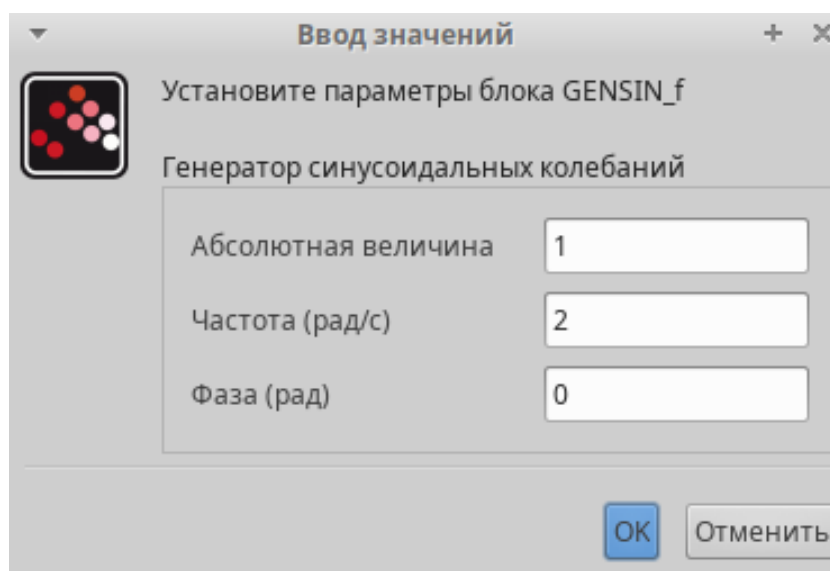 Ввод значений
Установите параметры блока GENSIN_f
Генератор синусоидальных колебаний
Абсолютная величина 1
Частота (рад/с) 2
Фаза (рад) 0
OK Отменить